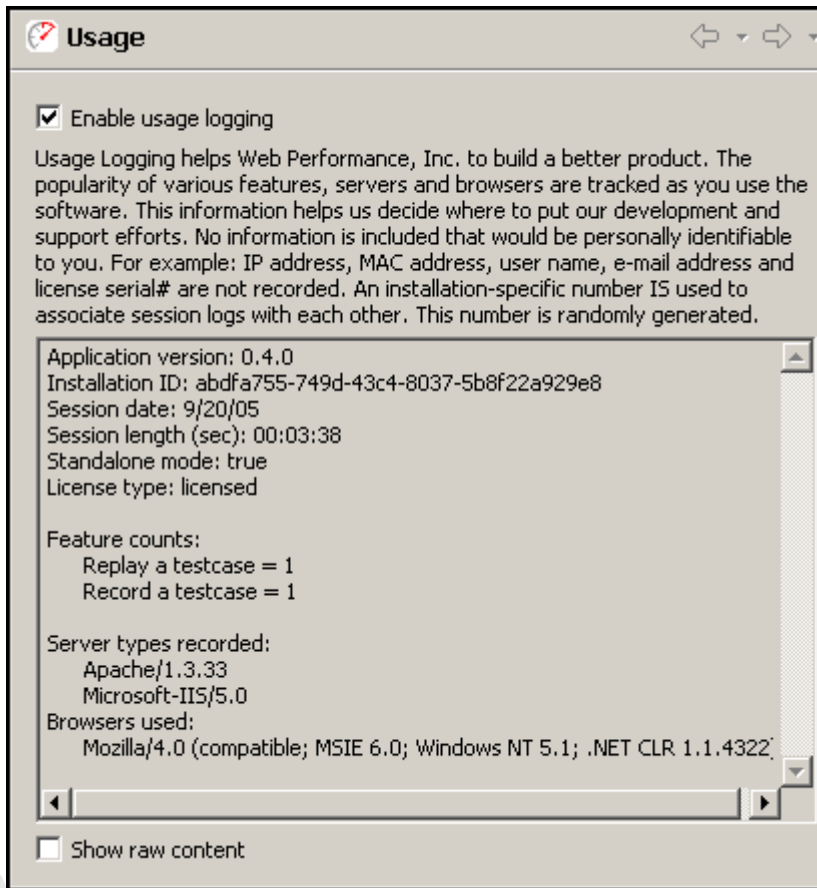 Usage
Enable usage logging
Usage Logging helps Web Performance, Inc. to build a better product. The
popularity of various features, servers and browsers are tracked as you use the
software. This information helps us decide where to put our development and
support efforts. No information is included that would be personally identifiable
to you. For example: IP address, MAC address, user name, e-mail address and
license serial# are not recorded. An installation-specific number IS used to
associate session logs with each other. This number is randomly generated.
Application version: 0.4.0
Installation ID: abdfa755-749d-43c4-8037-5b8f22a929e8
Session date: 9/20/05
Session length (sec): 00:03:38
Standalone mode: true
License type: licensed
Feature counts:
Replay a testcase = 1
Record a testcase = 1
Server types recorded:
Apache/1.3.33
Microsoft-IIS/5.0
Browsers used:
Mozilla/4.0 (compatible; MSIE 6.0; Windows NT 5.1; .NET CLR 1.1.4322)
Show raw content